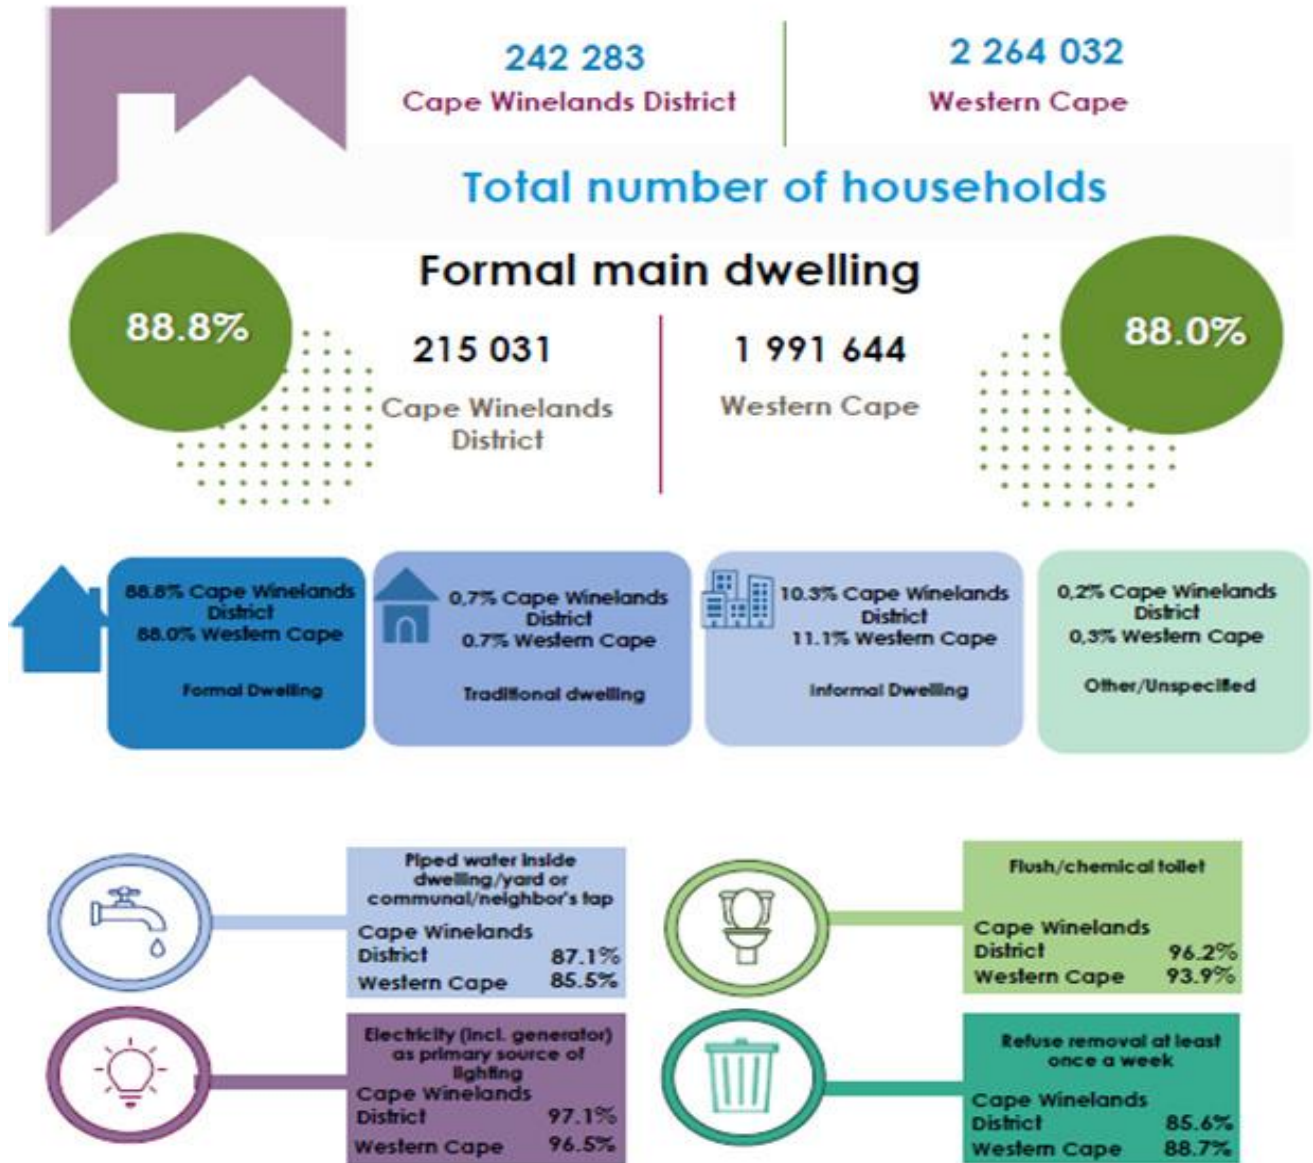 242 283
Cape Winelands District
2 264 032
Western Cape
Total number of households
Formal main dwelling
88.8%
215 031
Cape Winelands
District
1 991 644
Western Cape
88.0%
88.8% Cape Winelands
District
88.0% Western Cape
Formal Dwelling
0,7% Cape Winelands
District
0.7% Western Cape
Traditional dwelling
10.3% Cape Winelands
District
11.1% Western Cape
Informal Dwelling
0,2% Cape Winelands
District
0,3% Western Cape
Other/Unspecified
Piped water inside
dwelling/yard or
communal/neighbor's tap
Cape Winelands
District 87.1%
Western Cape 85.5%
Flush/chemical toilet
Cape Winelands
District 96.2%
Western Cape 93.9%
Electricity (incl. generator)
as primary source of
lighting
Cape Winelands
District 97.1%
Western Cape 96.5%
Refuse removal at least
once a week
Cape Winelands
District 85.6%
Western Cape 88.7%